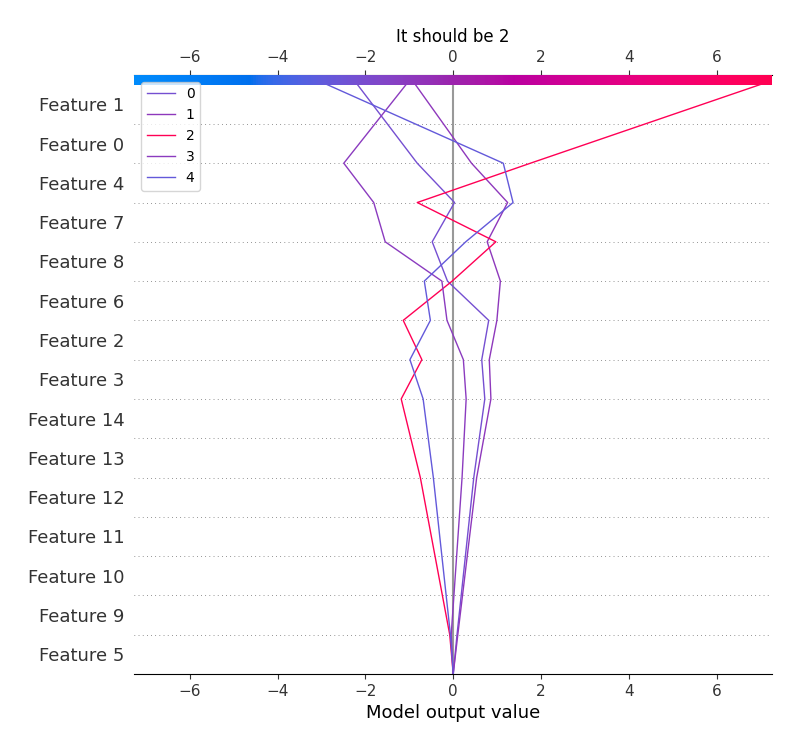 It should be 2
−6 −4 −2 0 2 4 6
0
1
2
3
4
Feature 1
Feature 0
Feature 4
Feature 7
Feature 8
Feature 6
Feature 2
Feature 3
Feature 14
Feature 13
Feature 12
Feature 11
Feature 10
Feature 9
Feature 5
−6 −4 −2 0 2 4 6
Model output value